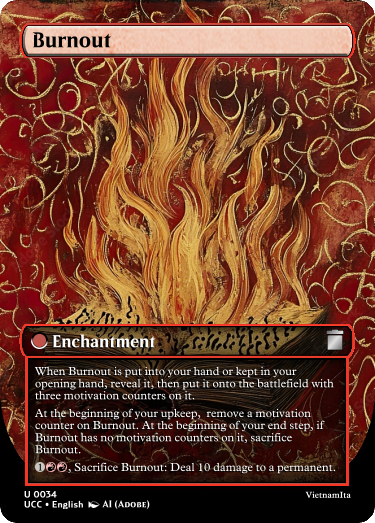 Burnout
Enchantment
When Burnout is put into your hand or kept in your
opening hand, reveal it, then put it onto the battlefield with
three motivation counters on it.
At the beginning of your upkeep, remove a motivation
counter on Burnout. At the beginning of your end step, if
Burnout has no motivation counters on it, sacrifice
Burnout.
1, Sacrifice Burnout: Deal 10 damage to a permanent.
U 0034
UCC • English AI (Adobe)
VietnamIta